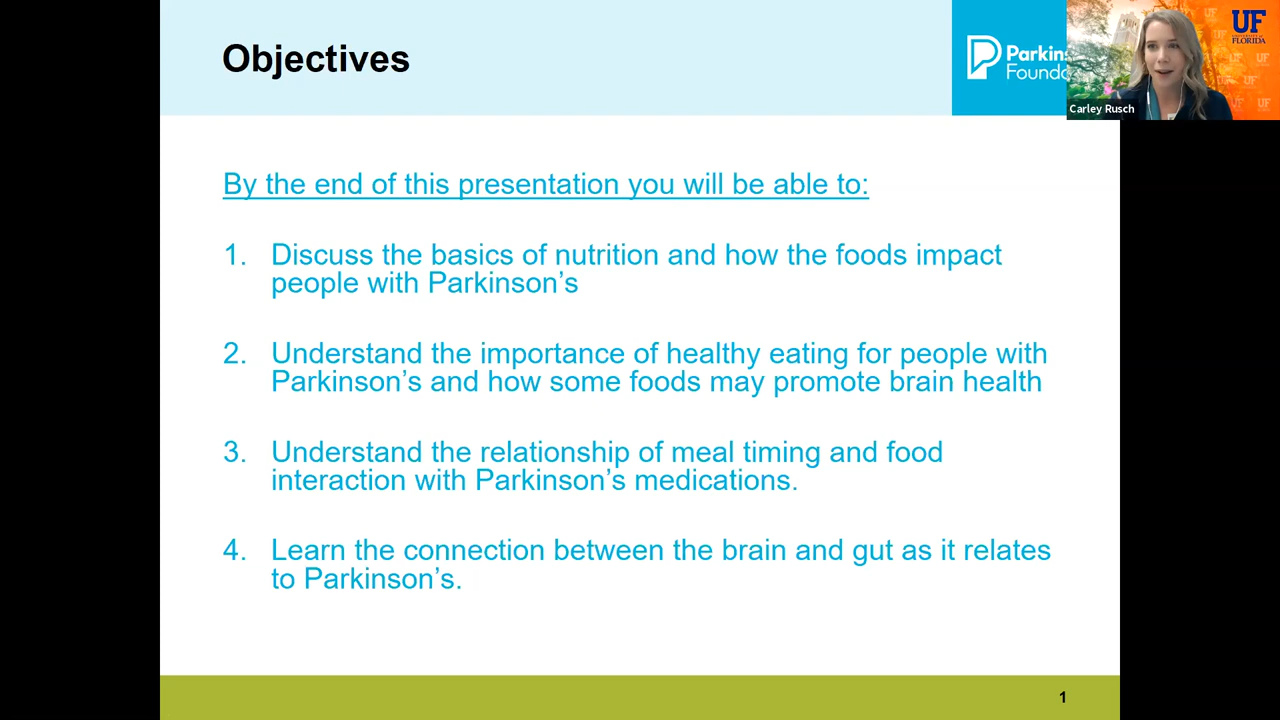 Objectives
Parkins
Founda
UF
UNIVERSITY of
FLORIDA
Carley Rusch
By the end of this presentation you will be able to:
1. Discuss the basics of nutrition and how the foods impact
people with Parkinson’s
2. Understand the importance of healthy eating for people with
Parkinson’s and how some foods may promote brain health
3. Understand the relationship of meal timing and food
interaction with Parkinson’s medications.
4. Learn the connection between the brain and gut as it relates
to Parkinson’s.
1